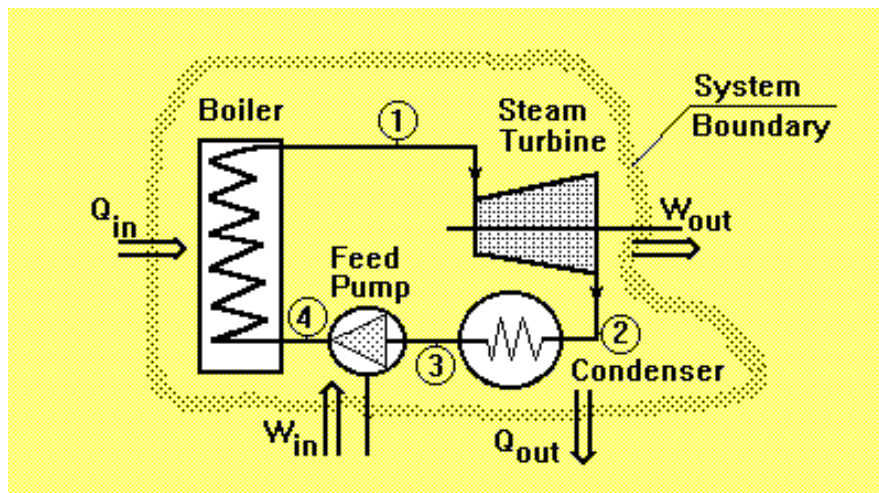 System
Boundary
Boiler
1
Steam
Turbine
Qin
Wout
Feed
Pump
4
3
2
Condenser
Win
Qout